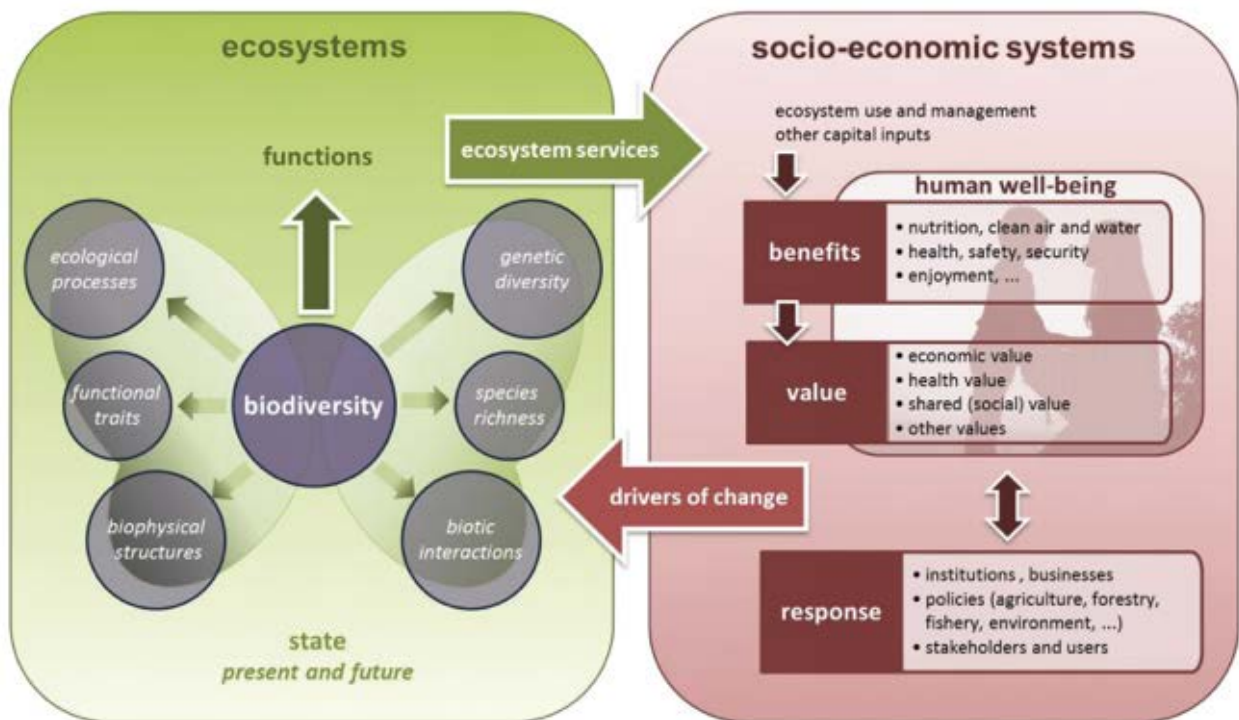 ecosystems
functions
ecological
processes
genetic
diversity
functional
traits
biodiversity
species
richness
biophysical
structures
biotic
interactions
state
present and future
ecosystem services
drivers of change
socio-economic systems
ecosystem use and management
other capital inputs
human well-being
benefits
• nutrition, clean air and water
• health, safety, security
• enjoyment, ...
value
• economic value
• health value
• shared (social) value
• other values
response
• institutions , businesses
• policies (agriculture, forestry,
fishery, environment, ...)
• stakeholders and users